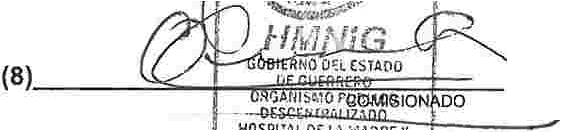 HMNIG
GOBIERNO DEL ESTADO
DE GUERRERO
(8)
ORGANISMO PÚBLICO
COMISIONADO
DESCENTRALIZADO
HOSPITAL DE LA MADRE Y